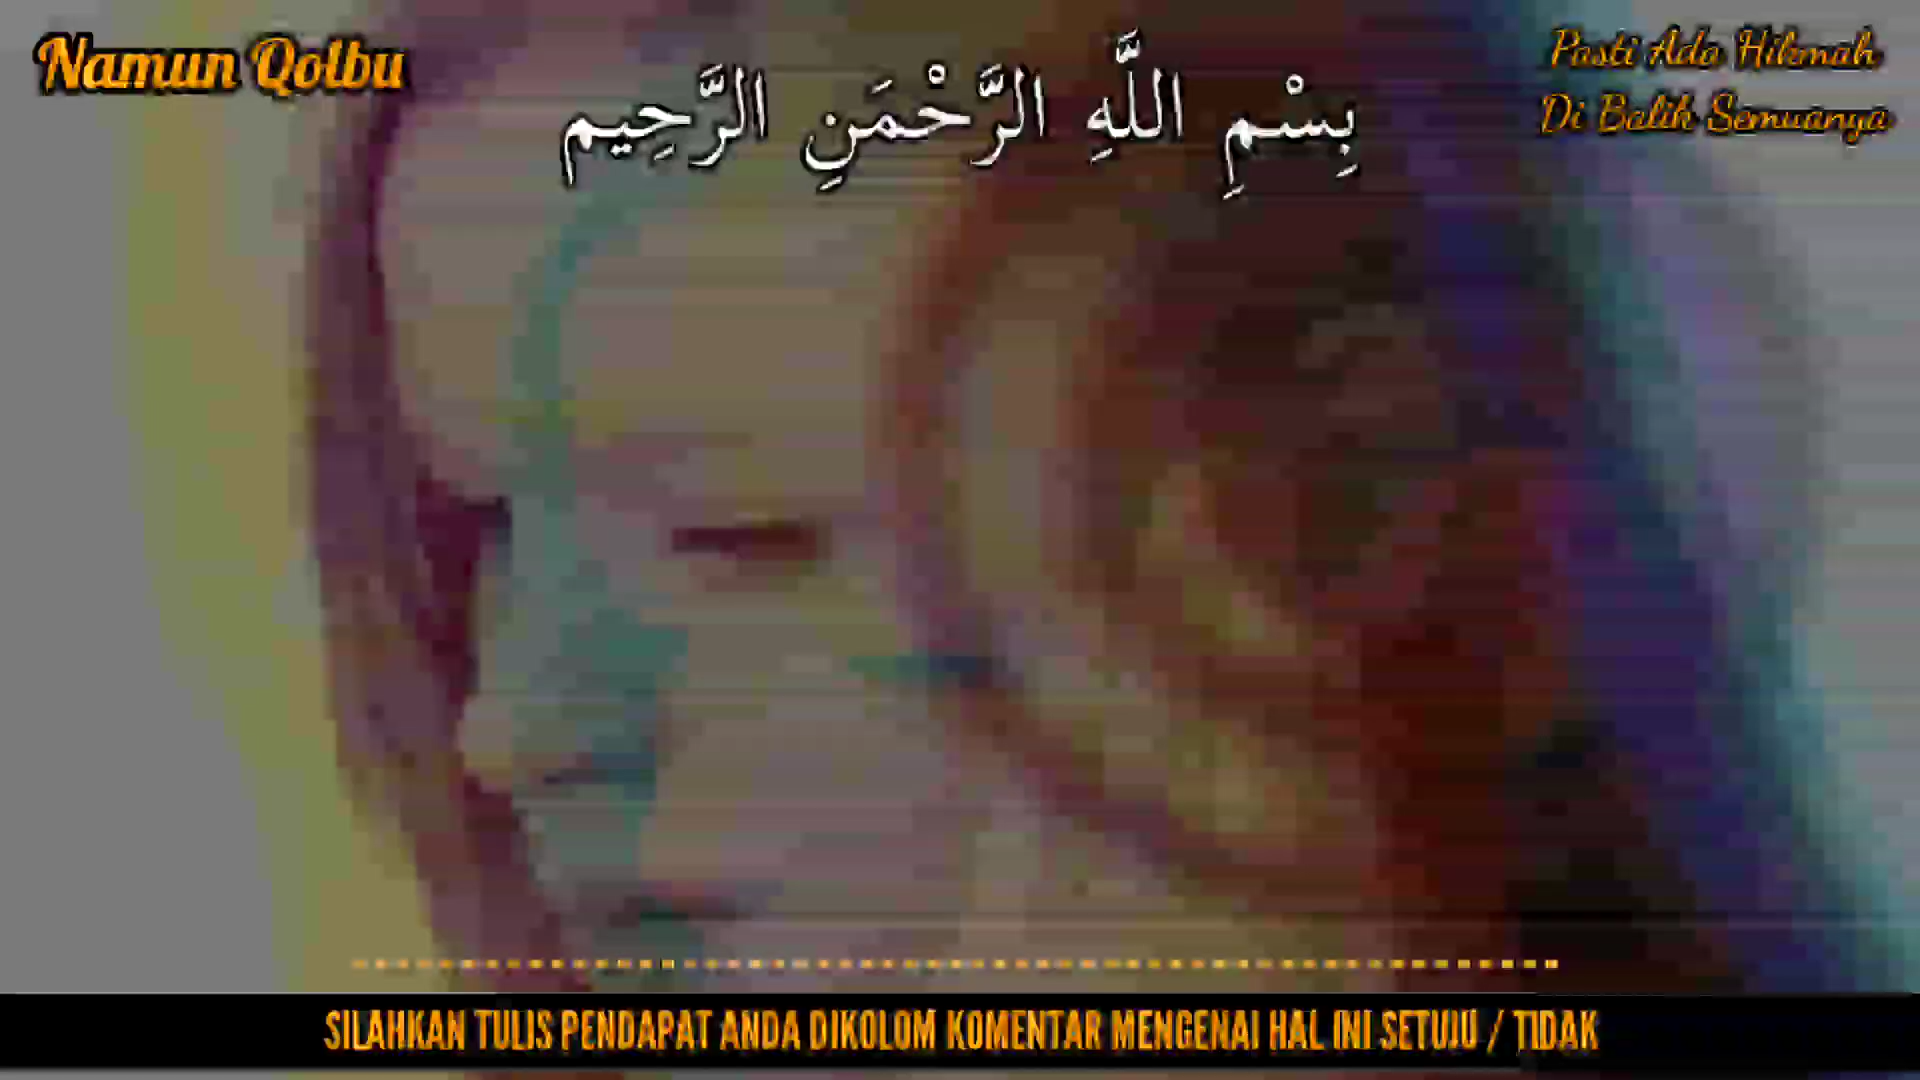 Namun Qolbu
بِسْمِ اللَّهِ الرَّحْمَنِ الرَّحِيم
Pasti Ada Hikmah
Di Balik Semuanya
SILAHKAN TULIS PENDAPAT ANDA DIKOLOM KOMENTAR MENGENAI HAL INI SETUJU / TIDAK